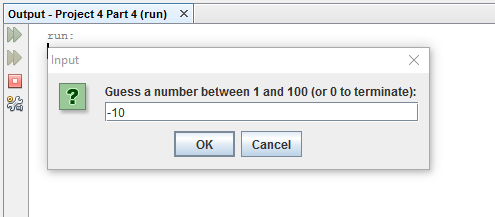 Output - Project 4 Part 4 (run) ×
run:
Input
?
Guess a number between 1 and 100 (or 0 to terminate):
-10
OK Cancel